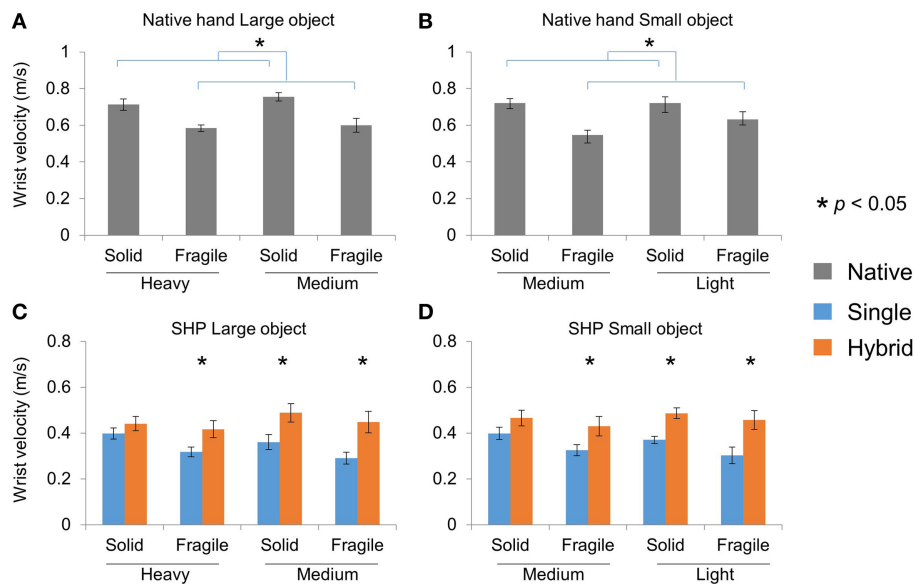 A Native hand Large object
*
Wrist velocity (m/s)
1
0.8
0.6
0.4
0.2
0
Solid Fragile Solid Fragile
Heavy Medium
B Native hand Small object
*
1
0.8
0.6
0.4
0.2
0
Solid Fragile Solid Fragile
Medium Light
* p < 0.05
Native
Single
Hybrid
C SHP Large object
* * *
Wrist velocity (m/s)
0.8
0.6
0.4
0.2
0
Solid Fragile Solid Fragile
Heavy Medium
D SHP Small object
* * *
0.8
0.6
0.4
0.2
0
Solid Fragile Solid Fragile
Medium Light